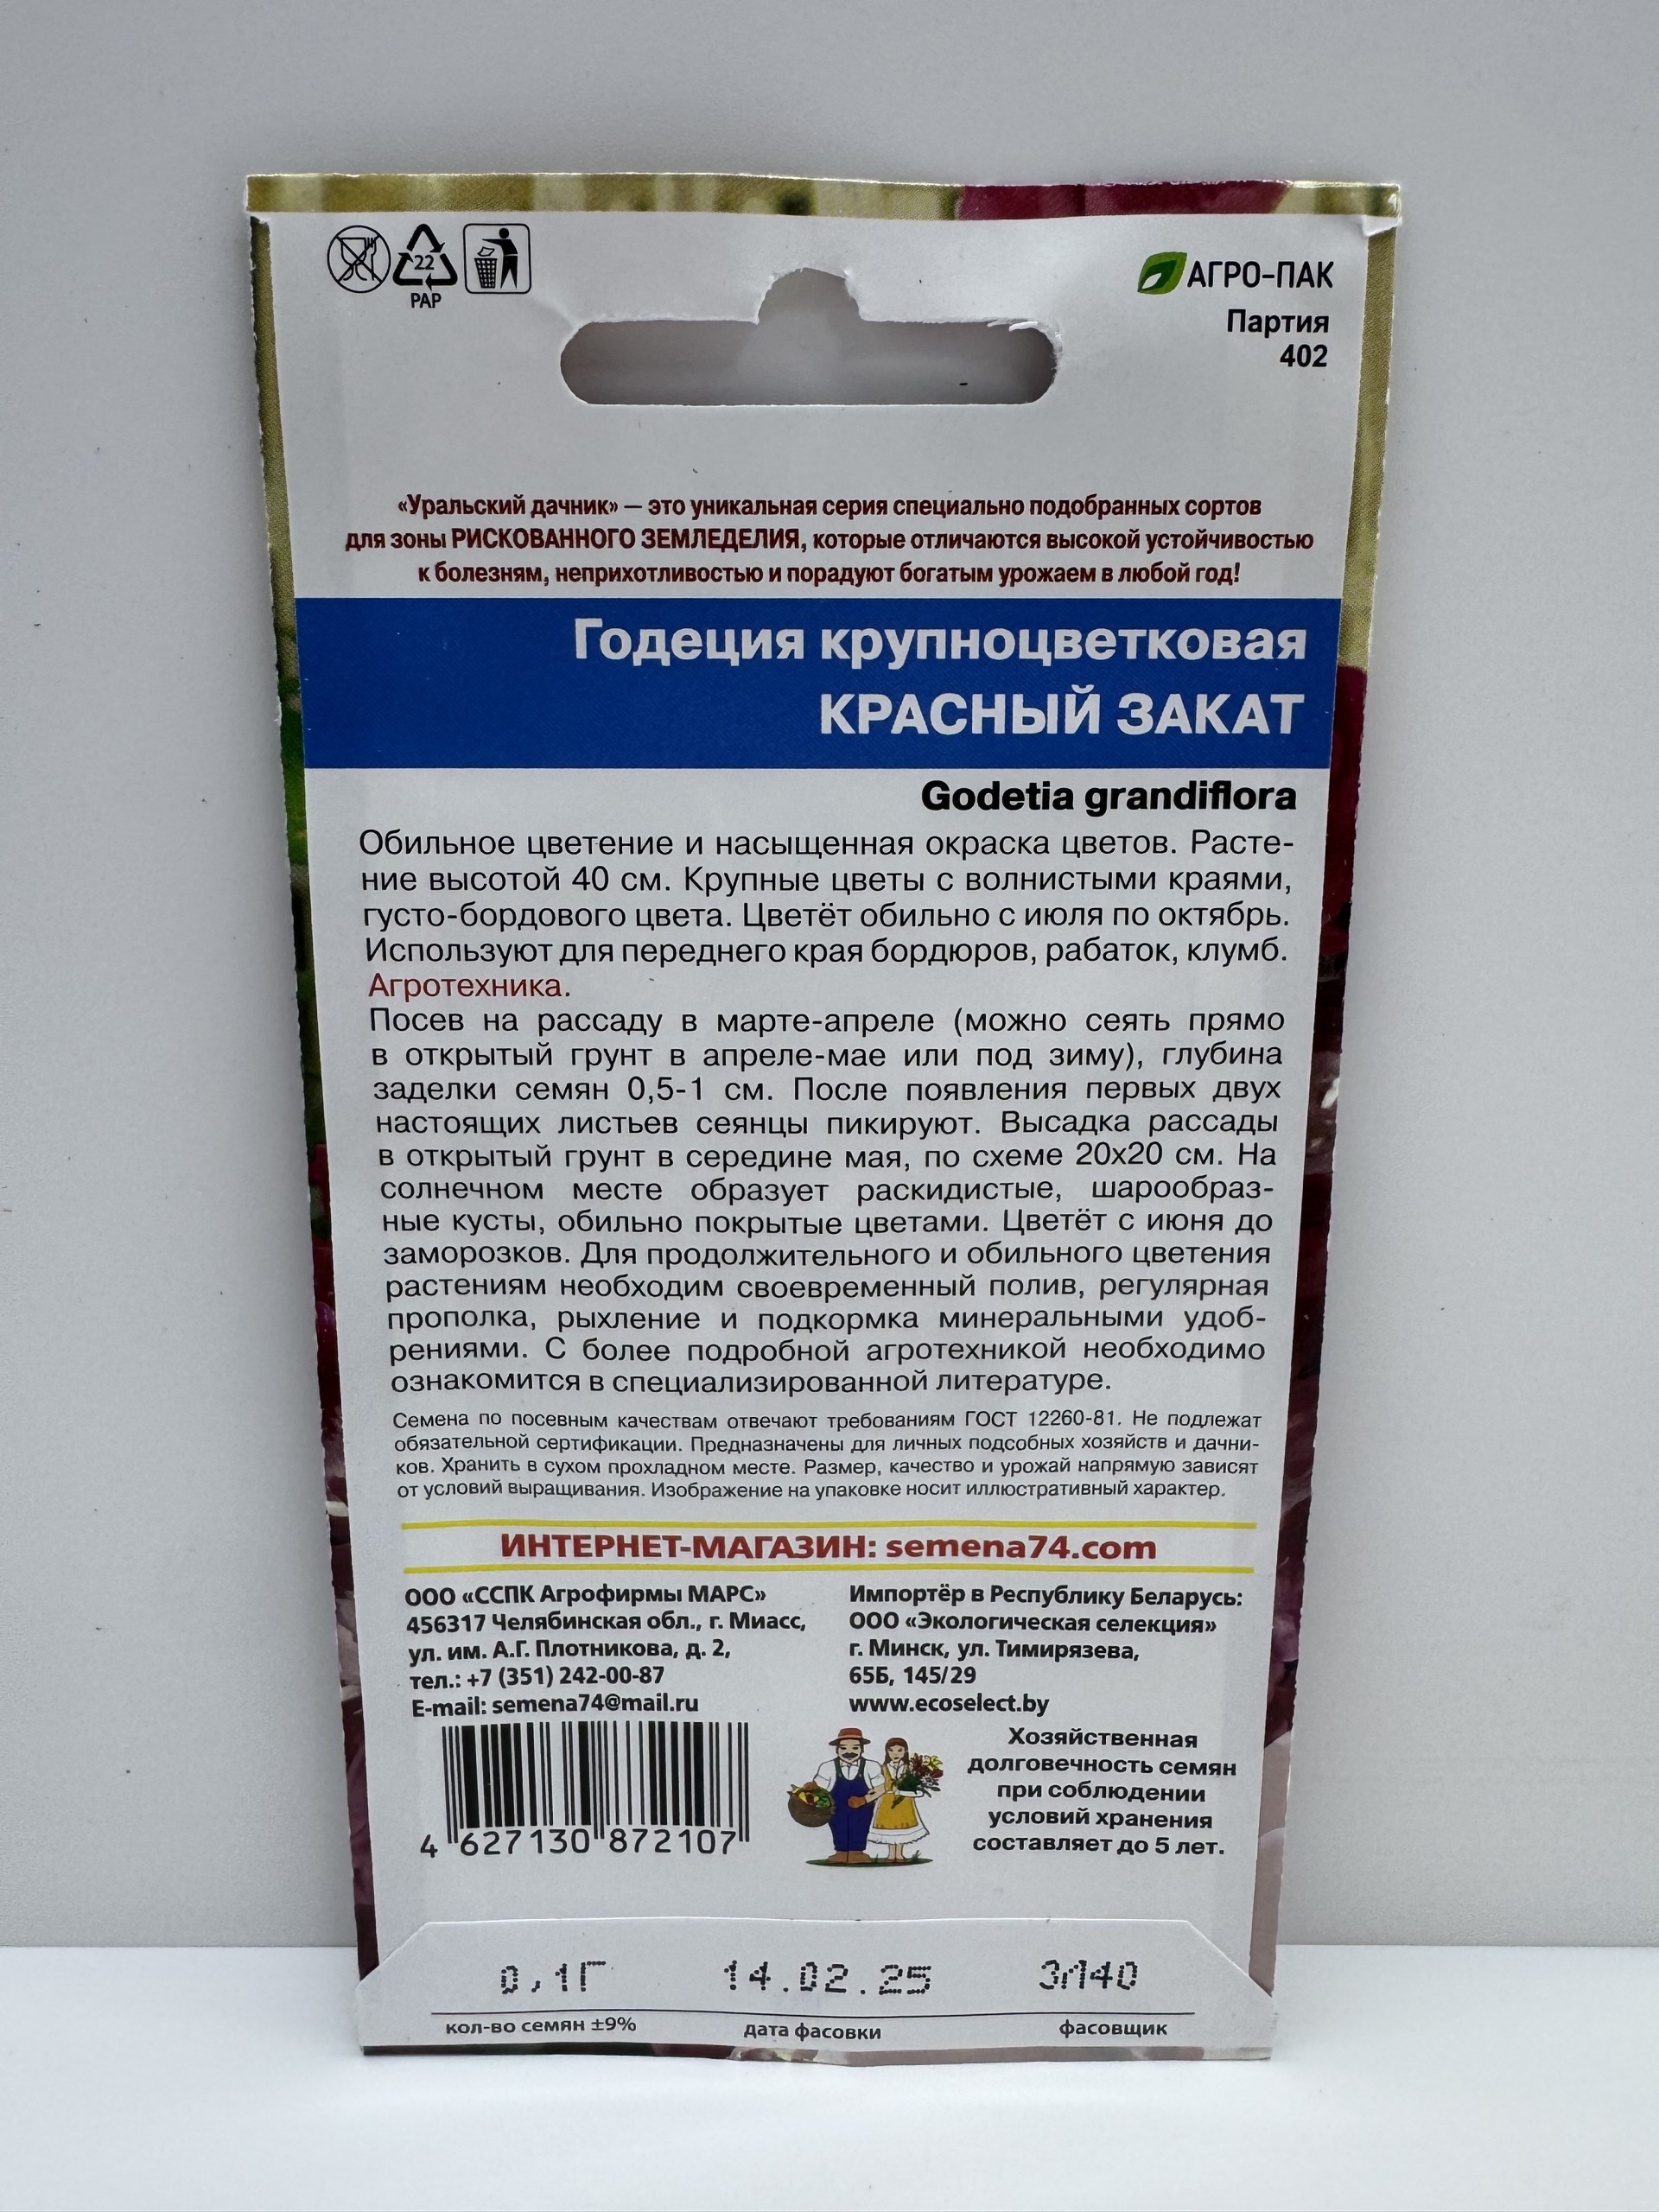 22
PAP
АГРО-ПАК
Партия
402
«Уральский дачник» — это уникальная серия специально подобранных сортов
для зоны РИСКОВАННОГО ЗЕМЛЕДЕЛИЯ, которые отличаются высокой устойчивостью
к болезням, неприхотливостью и порадуют богатым урожаем в любой год!
Годеция крупноцветковая
КРАСНЫЙ ЗАКАТ
Godetia grandiflora
Обильное цветение и насыщенная окраска цветов. Расте-
ние высотой 40 см. Крупные цветы с волнистыми краями,
густо-бордового цвета. Цветёт обильно с июля по октябрь.
Используют для переднего края бордюров, рабаток, клумб.
Агротехника.
Посев на рассаду в марте-апреле (можно сеять прямо
в открытый грунт в апреле-мае или под зиму), глубина
заделки семян 0,5-1 см. После появления первых двух
настоящих листьев сеянцы пикируют. Высадка рассады
в открытый грунт в середине мая, по схеме 20х20 см. На
солнечном месте образует раскидистые, шарообраз-
ные кусты, обильно покрытые цветами. Цветёт с июня до
заморозков. Для продолжительного и обильного цветения
растениям необходим своевременный полив, регулярная
прополка, рыхление и подкормка минеральными удоб-
рениями. С более подробной агротехникой необходимо
ознакомится в специализированной литературе.
Семена по посевным качествам отвечают требованиям ГОСТ 12260-81. Не подлежат
обязательной сертификации. Предназначены для личных подсобных хозяйств и дачни-
ков. Хранить в сухом прохладном месте. Размер, качество и урожай напрямую зависят
от условий выращивания. Изображение на упаковке носит иллюстративный характер.
ИНТЕРНЕТ-МАГАЗИН: semena74.com
ООО «ССПК Агрофирмы МАРС»
456317 Челябинская обл., г. Миасс,
ул. им. А.Г. Плотникова, д. 2,
тел.: +7 (351) 242-00-87
E-mail: semena74@mail.ru
Импортёр в Республику Беларусь:
ООО «Экологическая селекция»
г. Минск, ул. Тимирязева,
65Б, 145/29
www.ecoselect.by
4 627130 872107
Хозяйственная
долговечность семян
при соблюдении
условий хранения
составляет до 5 лет.
0,1Г 14.02.25
кол-во семян ±9% дата фасовки фасовщик